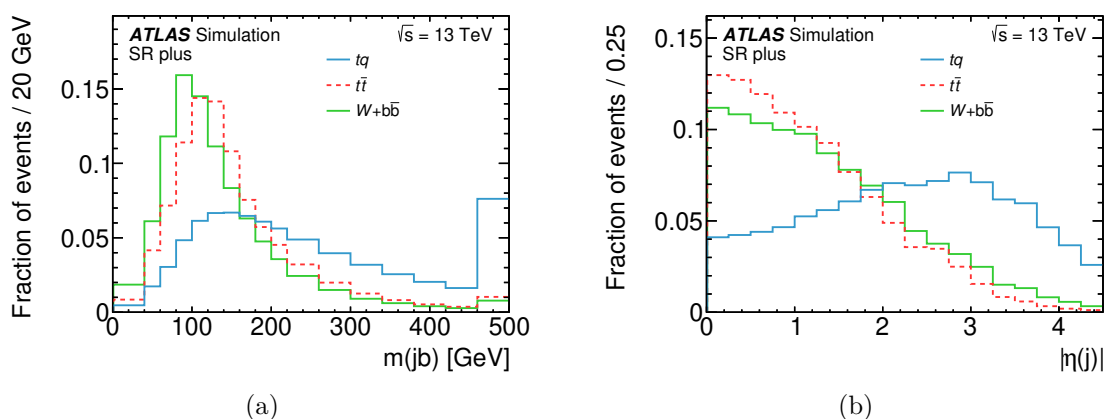 Fraction of events / 20 GeV
ATLAS Simulation
SR plus
√s = 13 TeV
tq
tt̄
W+bb̄
0.15
0.1
0.05
0
0 100 200 300 400 500
m(jb) [GeV]
(a)
Fraction of events / 0.25
ATLAS Simulation
SR plus
√s = 13 TeV
tq
tt̄
W+bb̄
0.15
0.1
0.05
0
0 1 2 3 4
|η(j)|
(b)